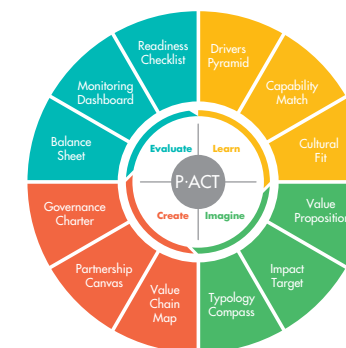 Readiness
Checklist
Drivers
Pyramid
Monitoring
Dashboard
Capability
Match
Balance
Sheet
Cultural
Fit
Evaluate
Learn
P·ACT
Create
Imagine
Governance
Charter
Value
Proposition
Partnership
Canvas
Impact
Target
Value
Chain
Map
Typology
Compass